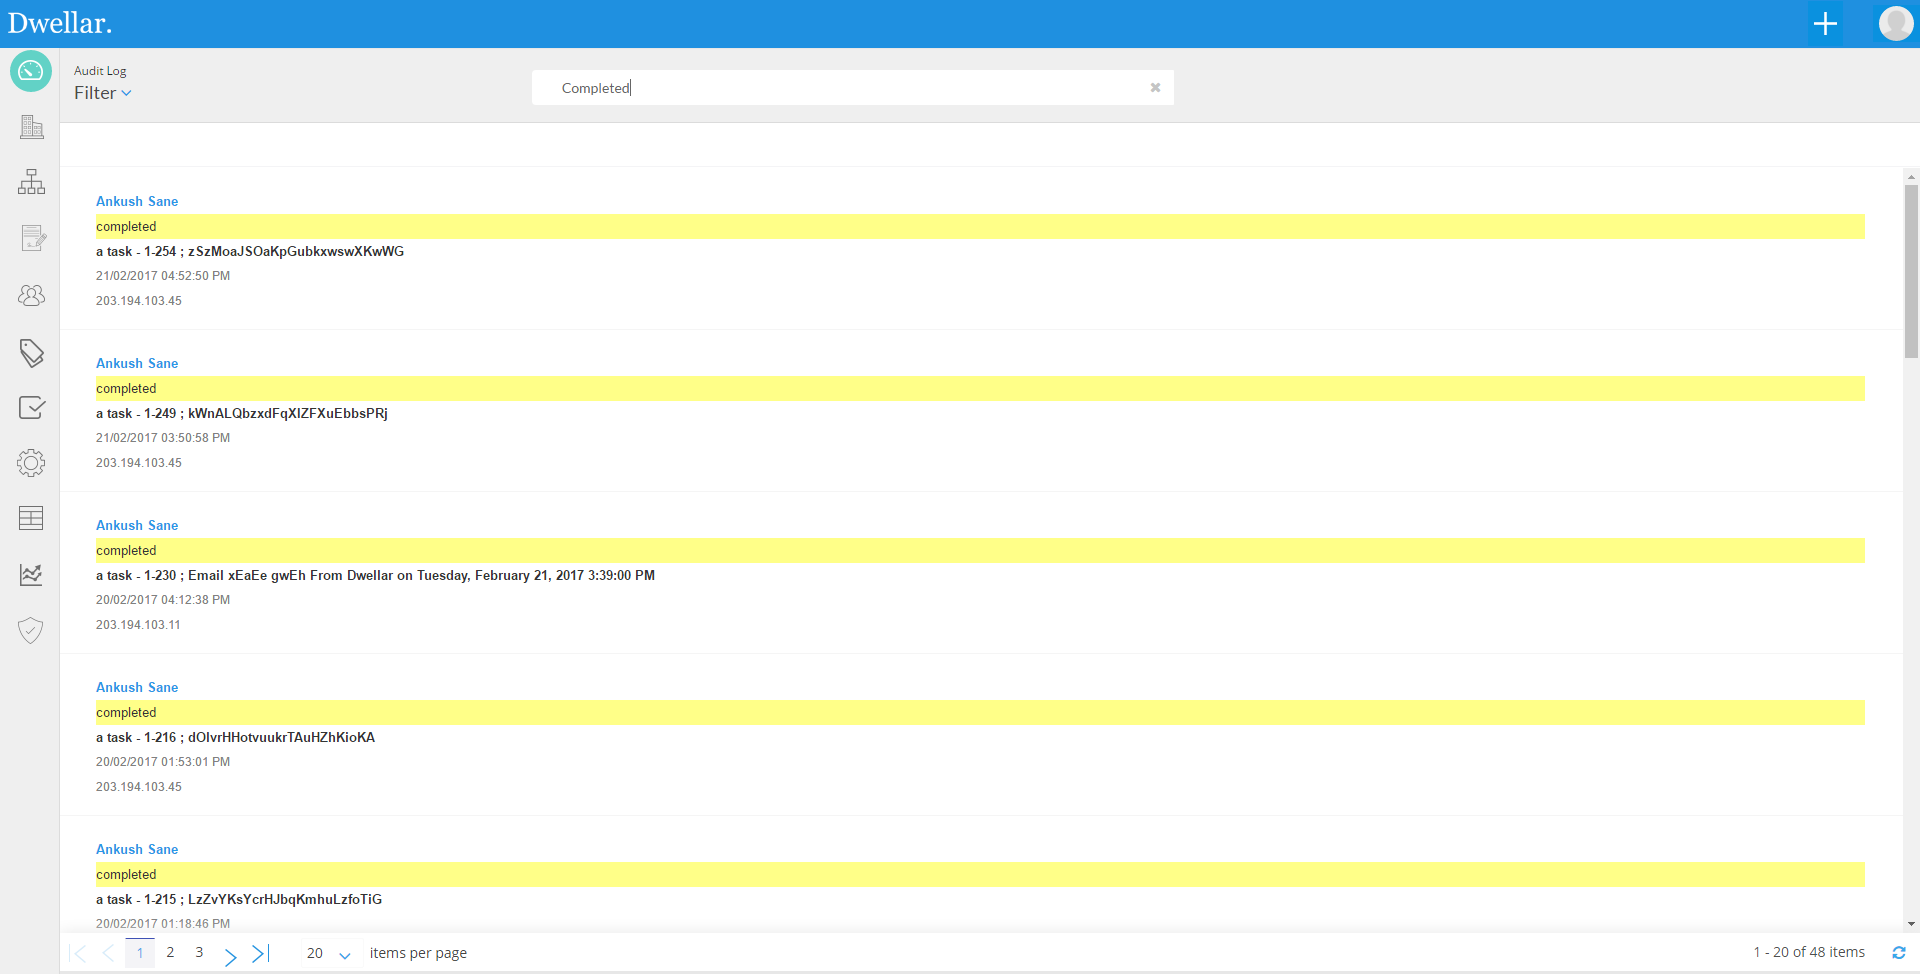 Dwellar.
Audit Log
Filter
Completed
Ankush Sane
completed
a task - 1-254 ; zSzMoaJSOaKpGubkxwswXKwWG
21/02/2017 04:52:50 PM
203.194.103.45
Ankush Sane
completed
a task - 1-249 ; kWnALQbzxdFqXIZFXuEbbsPRj
21/02/2017 03:50:58 PM
203.194.103.45
Ankush Sane
completed
a task - 1-230 ; Email xEaEe gwEh From Dwellar on Tuesday, February 21, 2017 3:39:00 PM
20/02/2017 04:12:38 PM
203.194.103.11
Ankush Sane
completed
a task - 1-216 ; dOIvrHHotvuukrTAuHZhKioKA
20/02/2017 01:53:01 PM
203.194.103.45
Ankush Sane
completed
a task - 1-215 ; LzZvYKsYcrHJbqKmhuLzfoTiG
20/02/2017 01:18:46 PM
1 2 3 20 items per page 1 - 20 of 48 items